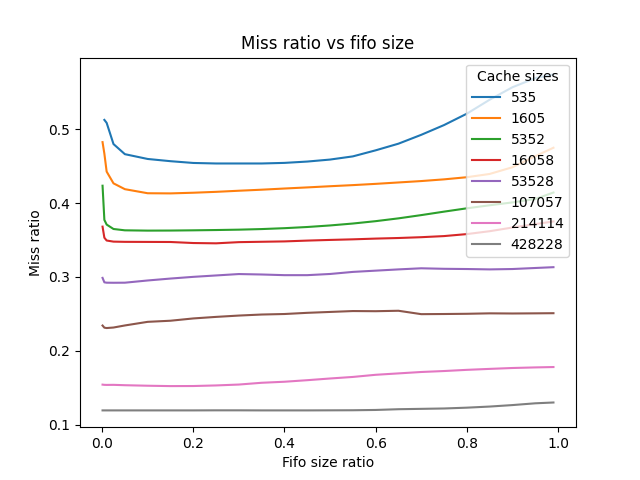 Miss ratio vs fifo size
Cache sizes
535
1605
5352
16058
53528
107057
214114
428228
Miss ratio
0.5
0.4
0.3
0.2
0.1
0.0 0.2 0.4 0.6 0.8 1.0
Fifo size ratio